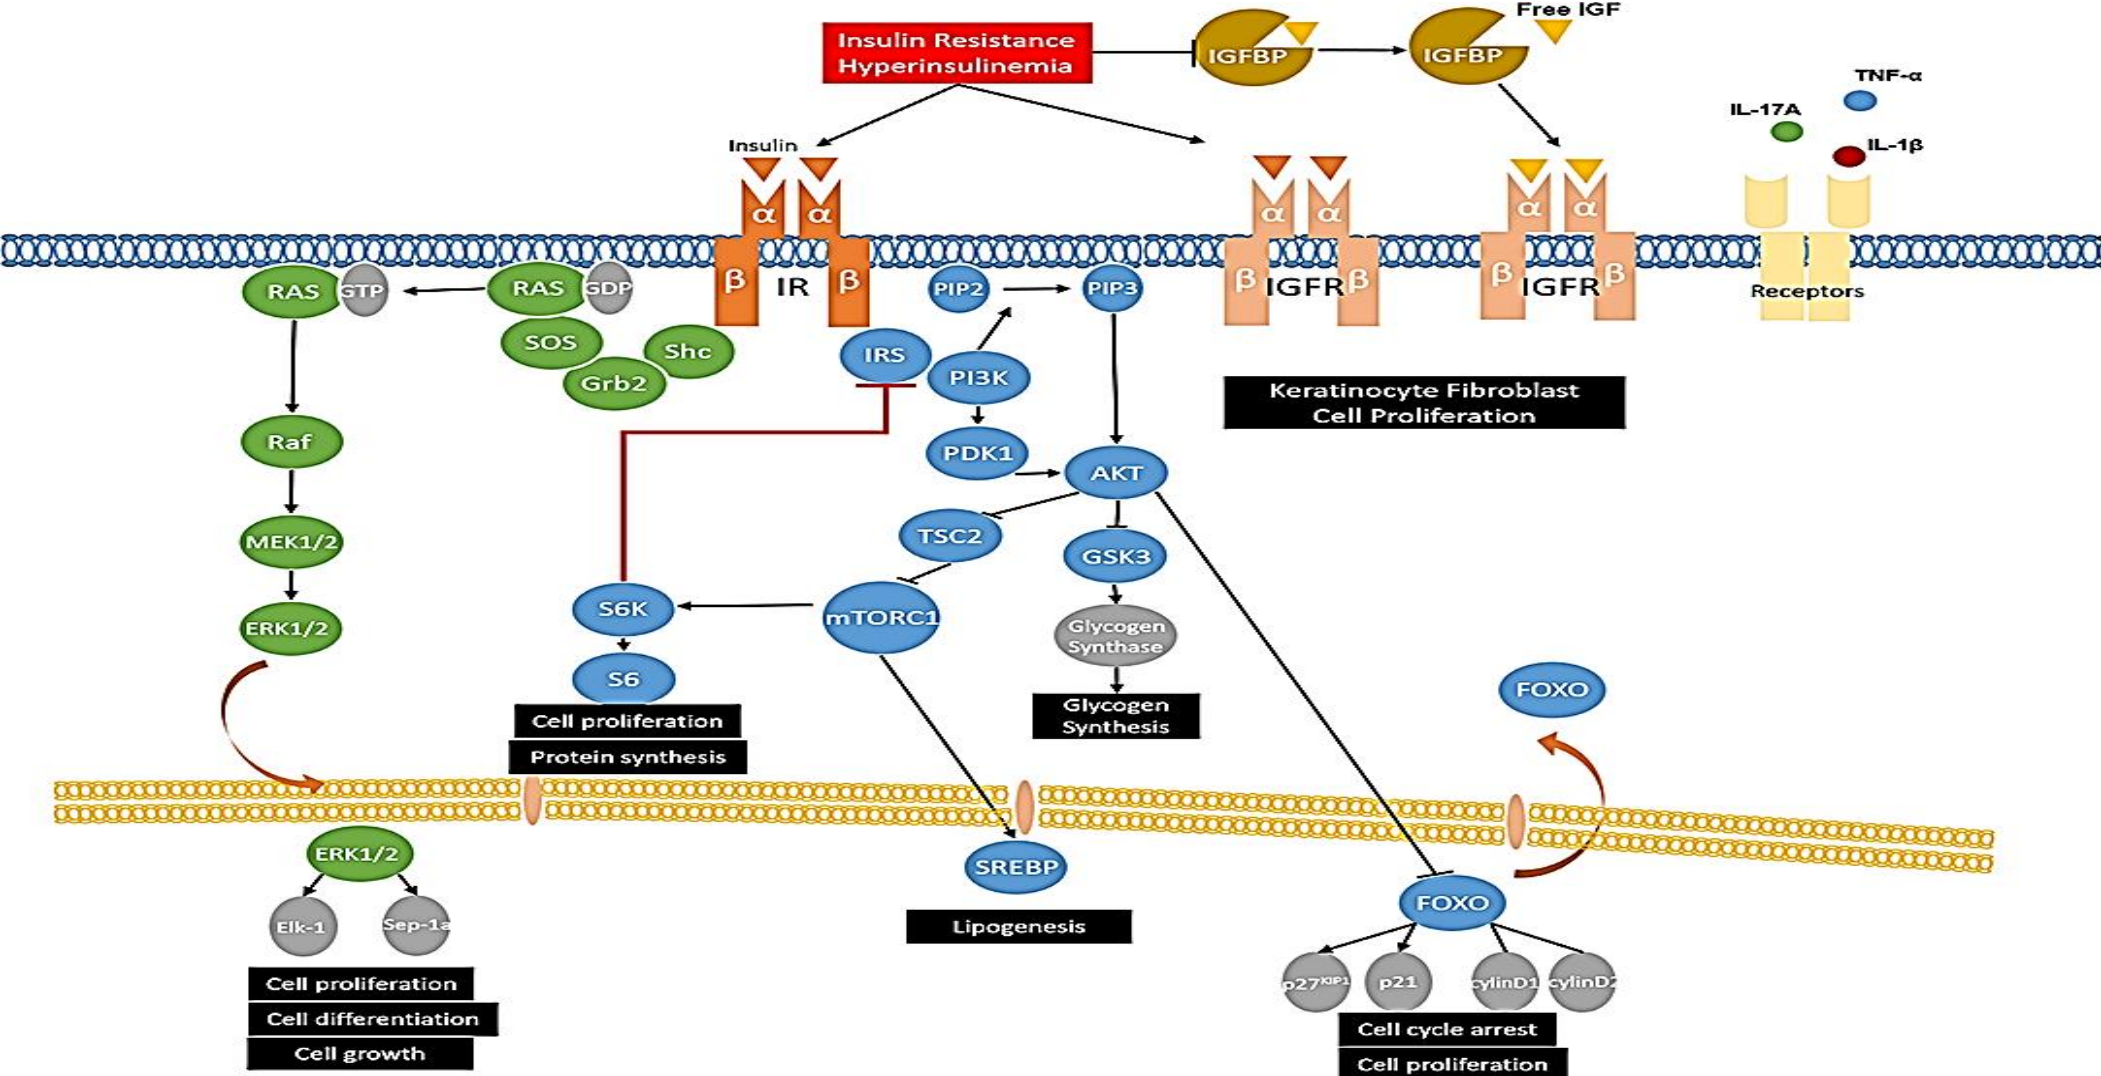 Free IGF
Insulin Resistance
Hyperinsulinemia
IGFBP
IGFBP
TNF-α
IL-17A
IL-1β
Insulin
α
α
α
α
α
α
β
IR
β
β
IGFR
β
β
IGFR
β
Receptors
RAS
GTP
RAS
GDP
PIP2
PIP3
SOS
Shc
Grb2
IRS
PI3K
Keratinocyte Fibroblast
Cell Proliferation
Raf
PDK1
AKT
MEK1/2
TSC2
GSK3
ERK1/2
S6K
mTORC1
Glycogen
Synthase
S6
FOXO
Cell proliferation
Protein synthesis
Glycogen
Synthesis
ERK1/2
SREBP
FOXO
Elk-1
Sep-1a
Lipogenesis
p27KIP1
p21
cylinD1
cylinD2
Cell proliferation
Cell differentiation
Cell growth
Cell cycle arrest
Cell proliferation